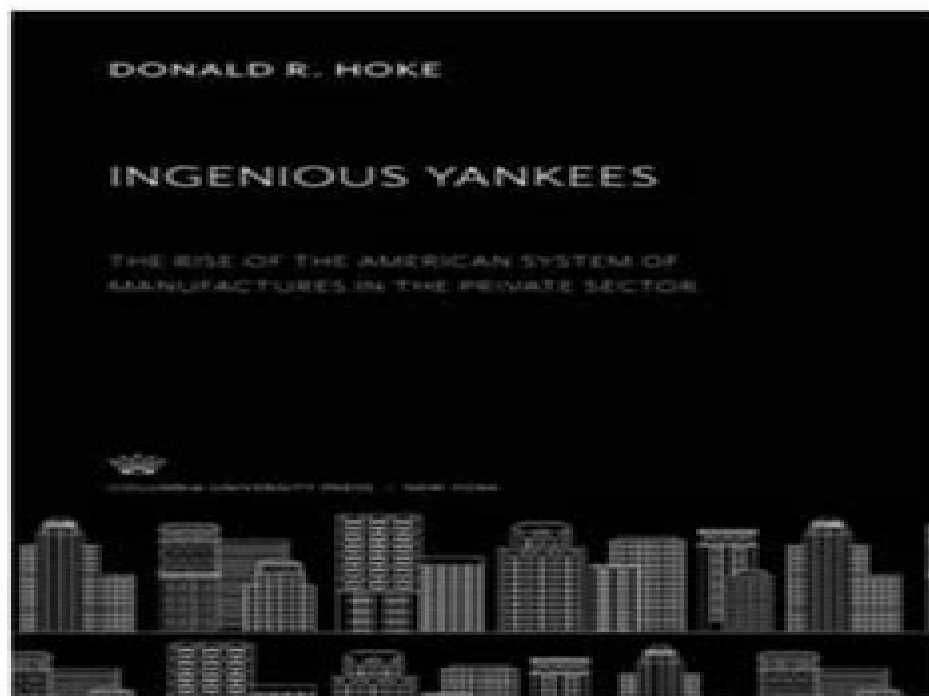 DONALD R. HOKE
INGENIOUS YANKEES
THE RISE OF THE AMERICAN SYSTEM OF
MANUFACTURES IN THE PRIVATE SECTOR
COLUMBIA UNIVERSITY PRESS / NEW YORK